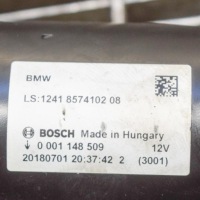 BMW
LS:1241 8574102 08
BOSCH Made in Hungary
↓ 0 001 148 509 12V
20180701 20:37:42 2 (3001)